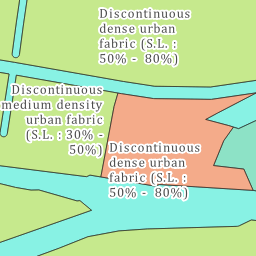 Discontinuous
dense urban
fabric (S.L. :
50% - 80%)
Discontinuous
medium density
urban fabric
(S.L. : 30% -
50%)
Discontinuous
dense urban
fabric (S.L. :
50% - 80%)